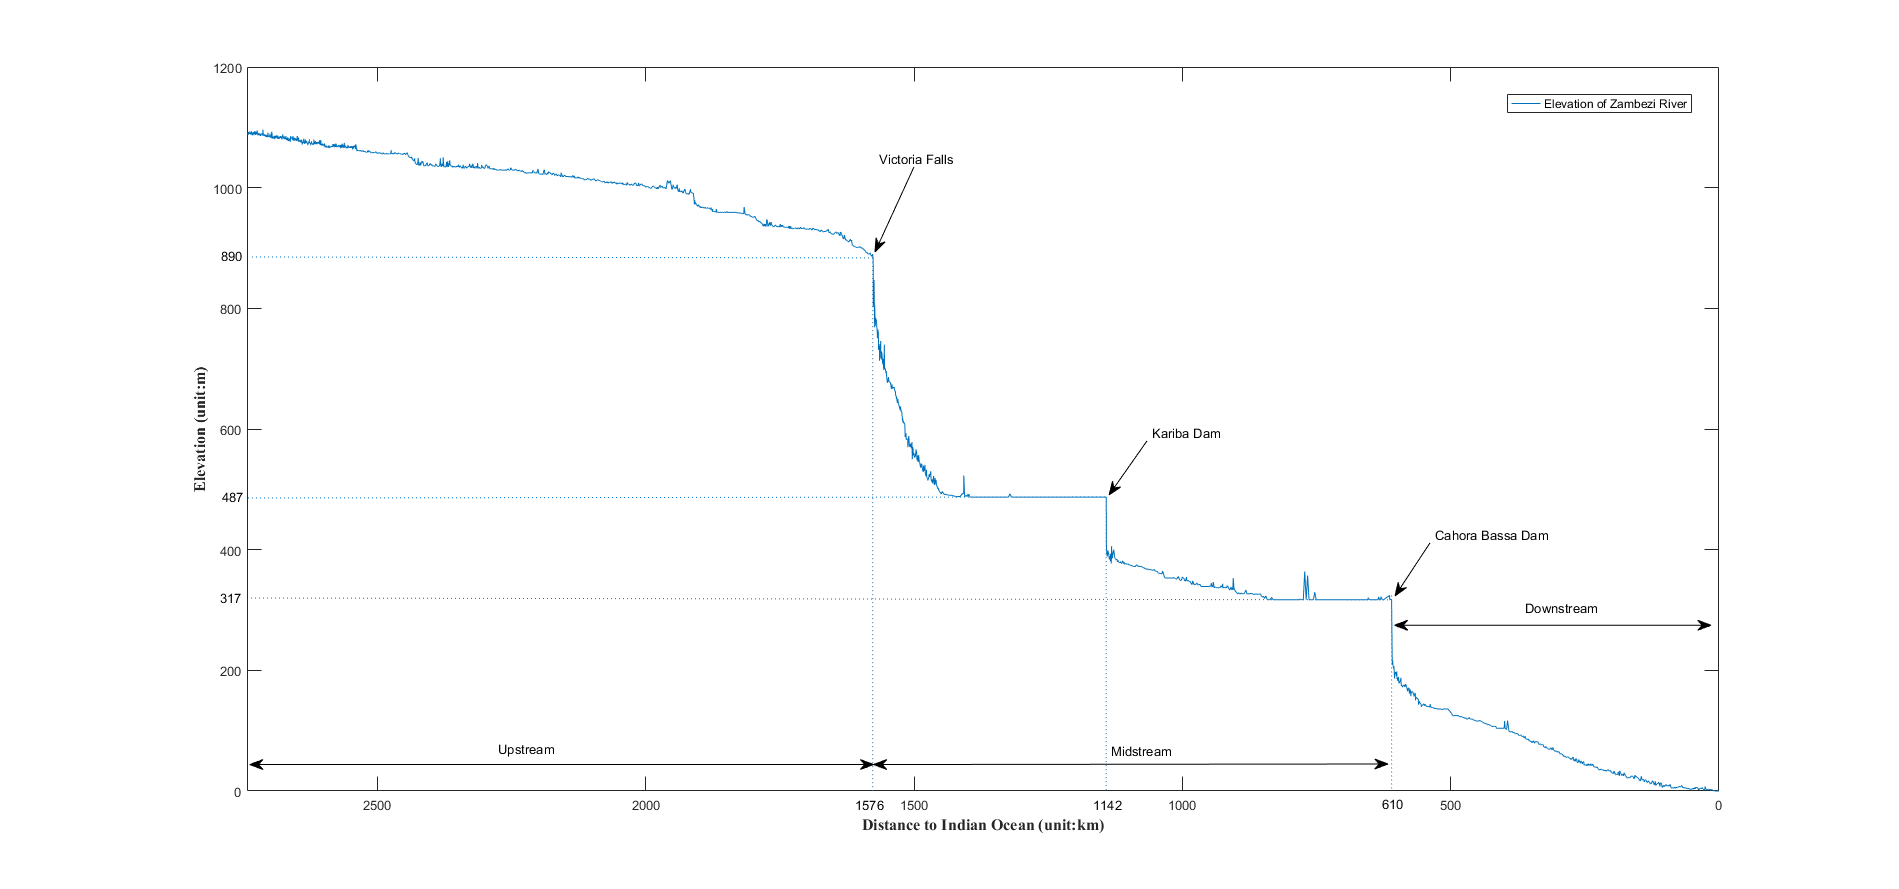 1200
Elevation of Zambezi River
Victoria Falls
1000
890
800
Elevation (unit:m)
600
Kariba Dam
487
400
Cahora Bassa Dam
317
Downstream
200
Upstream
Midstream
0
2500 2000 1576 1500 1142 1000 610 500 0
Distance to Indian Ocean (unit:km)